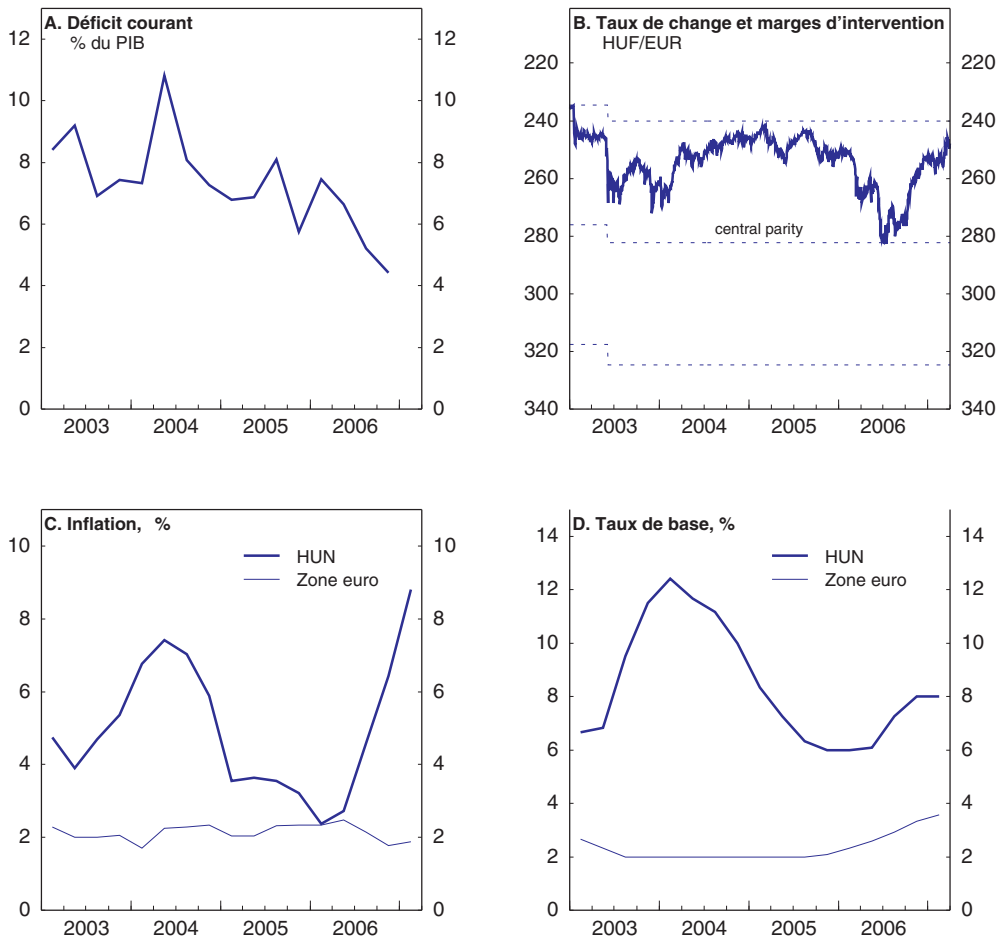 A. Déficit courant
% du PIB
12 12
10 10
8 8
6 6
4 4
2 2
0 0
2003 2004 2005 2006
B. Taux de change et marges d'intervention
HUF/EUR
220 220
240 240
260 260
central parity
280 280
300 300
320 320
340 340
2003 2004 2005 2006
C. Inflation, %
10 10
HUN
Zone euro
8 8
6 6
4 4
2 2
0 0
2003 2004 2005 2006
D. Taux de base, %
14 14
HUN
Zone euro
12 12
10 10
8 8
6 6
4 4
2 2
0 0
2003 2004 2005 2006